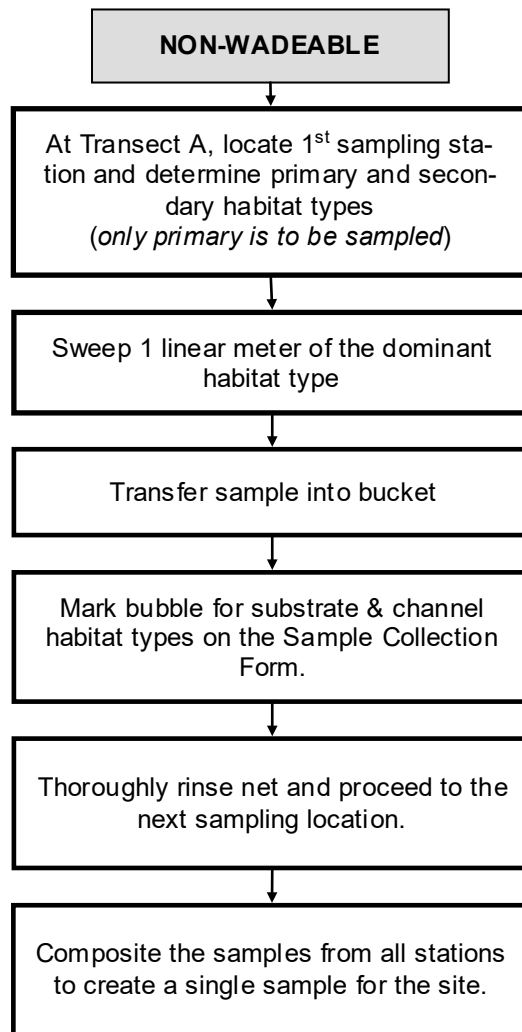 NON-WADEABLE
At Transect A, locate 1st sampling sta-
tion and determine primary and secon-
dary habitat types
(only primary is to be sampled)
Sweep 1 linear meter of the dominant
habitat type
Transfer sample into bucket
Mark bubble for substrate & channel
habitat types on the Sample Collection
Form.
Thoroughly rinse net and proceed to the
next sampling location.
Composite the samples from all stations
to create a single sample for the site.